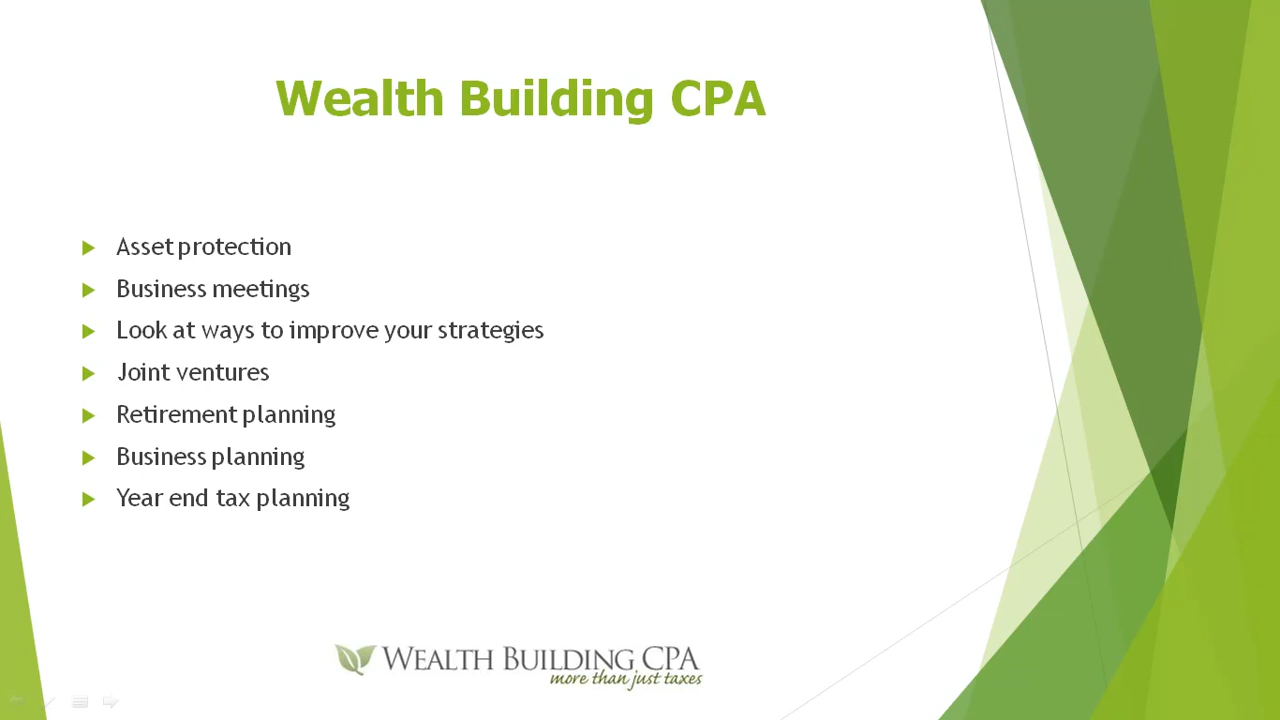 Wealth Building CPA
Asset protection
Business meetings
Look at ways to improve your strategies
Joint ventures
Retirement planning
Business planning
Year end tax planning
WEALTH BUILDING CPA
more than just taxes